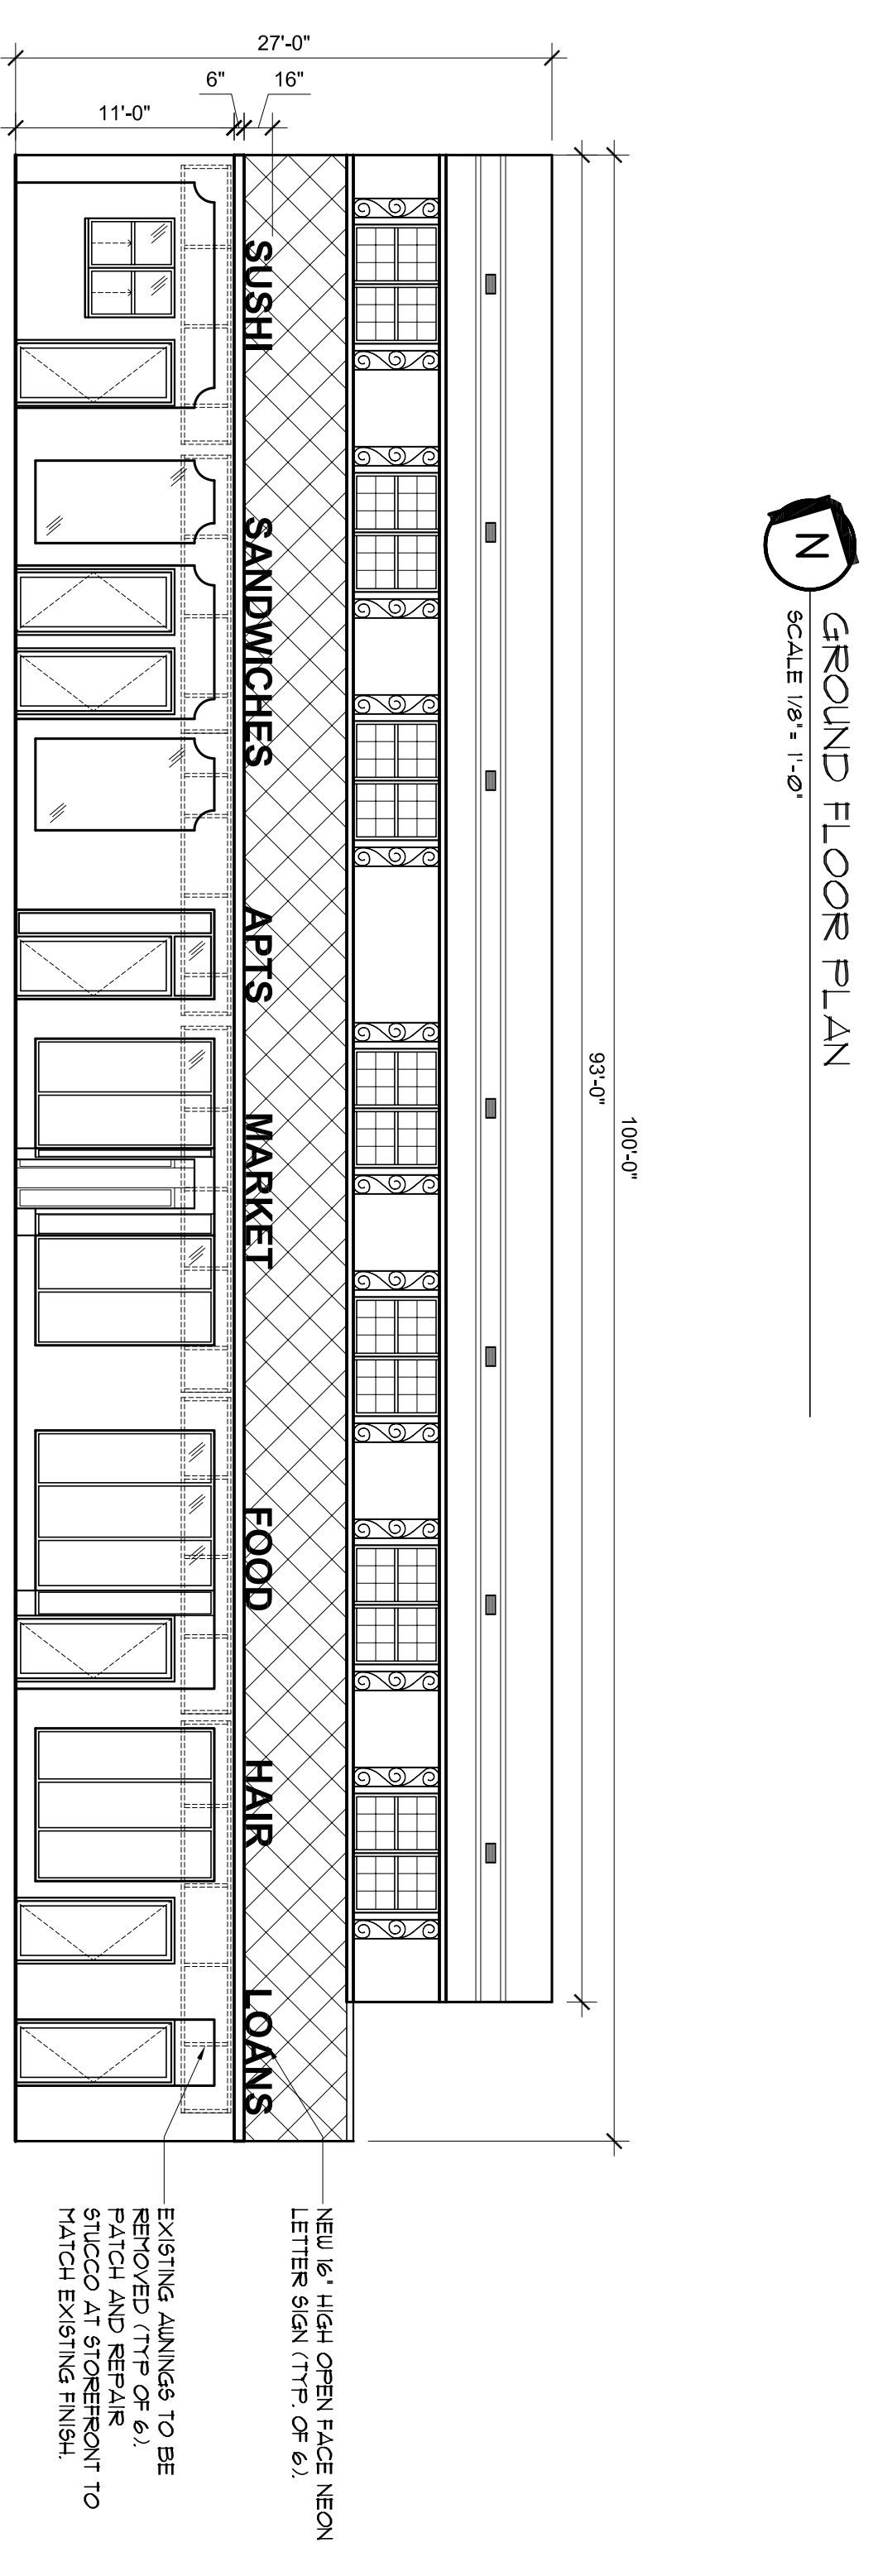 GROUND FLOOR PLAN
SCALE 1/8" = 1'-0"
N
100'-0"
93'-0"
27'-0"
16"
6"
11'-0"
SUSHI
SANDWICHES
APTS
MARKET
FOOD
HAIR
LOANS
NEW 16" HIGH OPEN FACE NEON
LETTER SIGN (TYP. OF 6).
EXISTING AWNINGS TO BE
REMOVED (TYP OF 6).
PATCH AND REPAIR
STUCCO AT STOREFRONT TO
MATCH EXISTING FINISH.